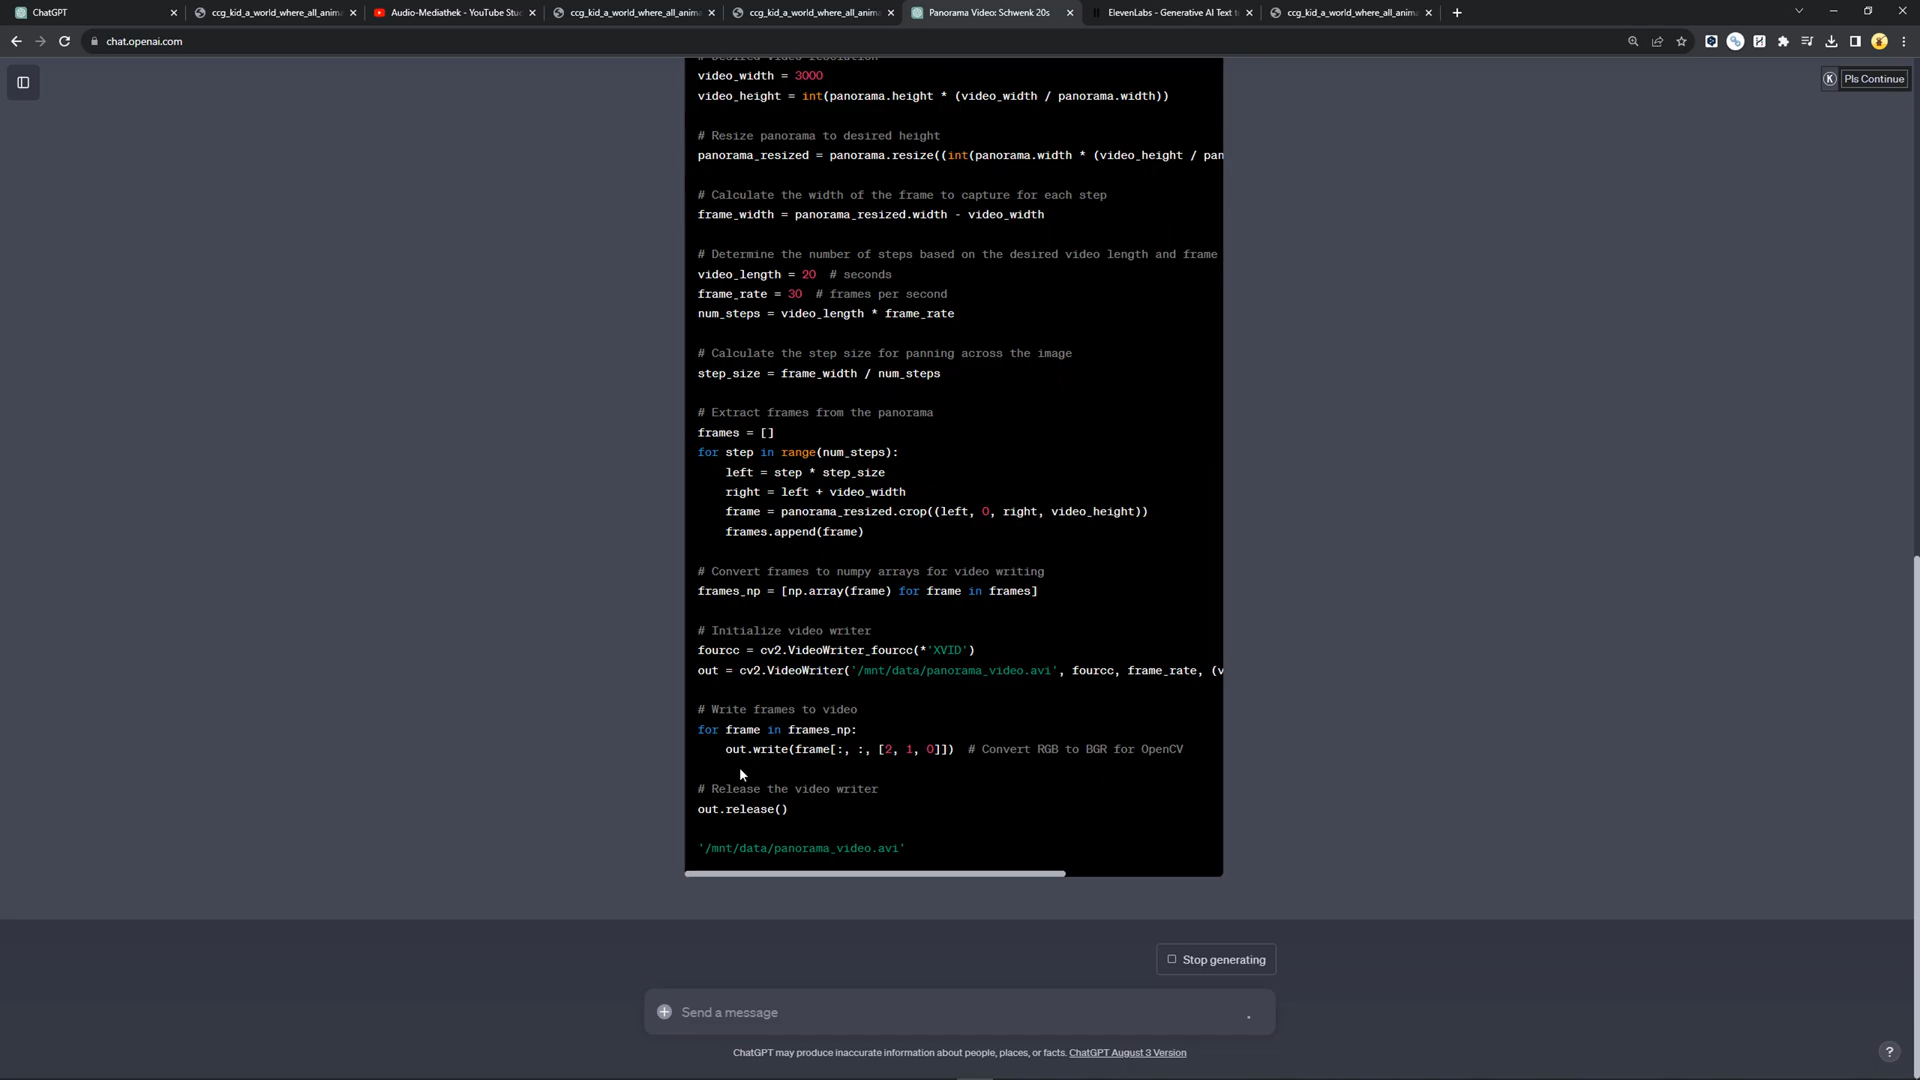 ChatGPT
ccg_kid_a_world_where_all_anima
Audio-Mediathek - YouTube Stu
ccg_kid_a_world_where_all_anima
ccg_kid_a_world_where_all_anima
Panorama Video: Schwenk 20s
ElevenLabs - Generative AI Text t
ccg_kid_a_world_where_all_anima
chat.openai.com
K Pls Continue
# Desired video resolution
video_width = 3000
video_height = int(panorama.height * (video_width / panorama.width))
# Resize panorama to desired height
panorama_resized = panorama.resize((int(panorama.width * (video_height / pan
# Calculate the width of the frame to capture for each step
frame_width = panorama_resized.width - video_width
# Determine the number of steps based on the desired video length and frame
video_length = 20  # seconds
frame_rate = 30  # frames per second
num_steps = video_length * frame_rate
# Calculate the step size for panning across the image
step_size = frame_width / num_steps
# Extract frames from the panorama
frames = []
for step in range(num_steps):
    left = step * step_size
    right = left + video_width
    frame = panorama_resized.crop((left, 0, right, video_height))
    frames.append(frame)
# Convert frames to numpy arrays for video writing
frames_np = [np.array(frame) for frame in frames]
# Initialize video writer
fourcc = cv2.VideoWriter_fourcc(*'XVID')
out = cv2.VideoWriter('/mnt/data/panorama_video.avi', fourcc, frame_rate, (v
# Write frames to video
for frame in frames_np:
    out.write(frame[:, :, [2, 1, 0]])  # Convert RGB to BGR for OpenCV
# Release the video writer
out.release()
'/mnt/data/panorama_video.avi'
Stop generating
Send a message
ChatGPT may produce inaccurate information about people, places, or facts. ChatGPT August 3 Version
?